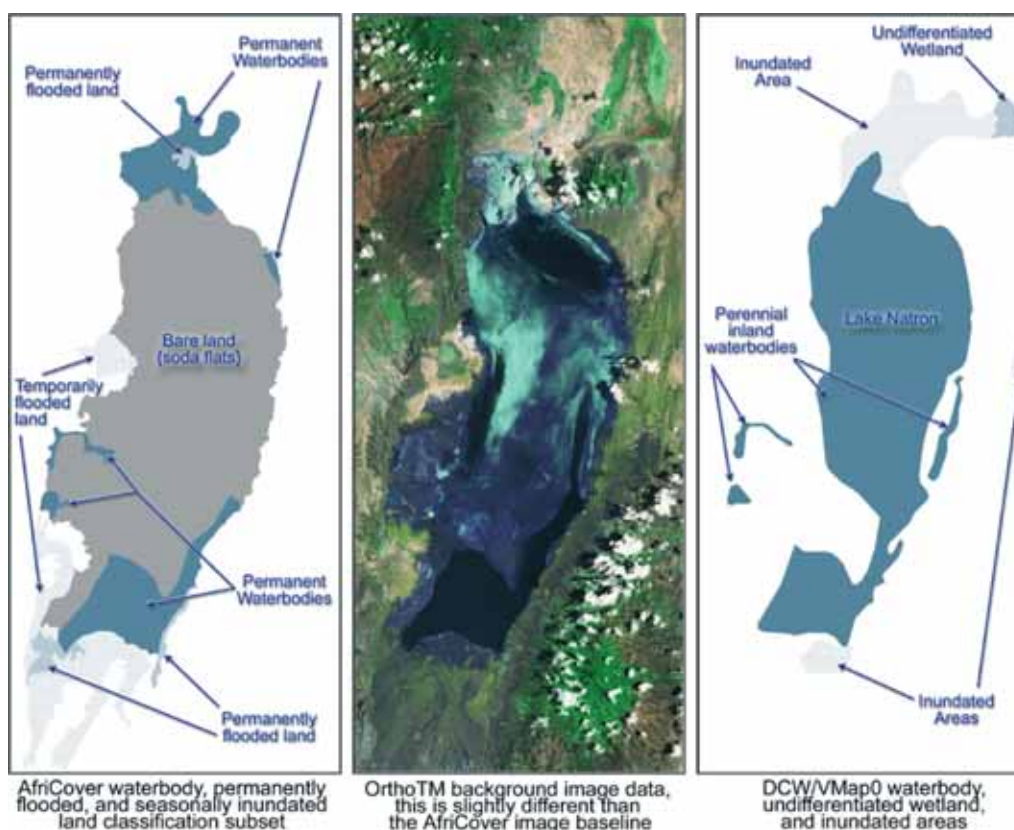 Permanent
Waterbodies
Permanently
flooded land
Bare land
(soda flats)
Temporarily
flooded
land
Permanent
Waterbodies
Permanently
flooded land
AfriCover waterbody, permanently
flooded, and seasonally inundated
land classification subset
OrthoTM background image data,
this is slightly different than
the AfriCover image baseline
Undifferentiated
Wetland
Inundated
Area
Lake Natron
Perennial
inland
waterbodies
Inundated
Areas
DCW/VMap0 waterbody,
undifferentiated wetland,
and inundated areas